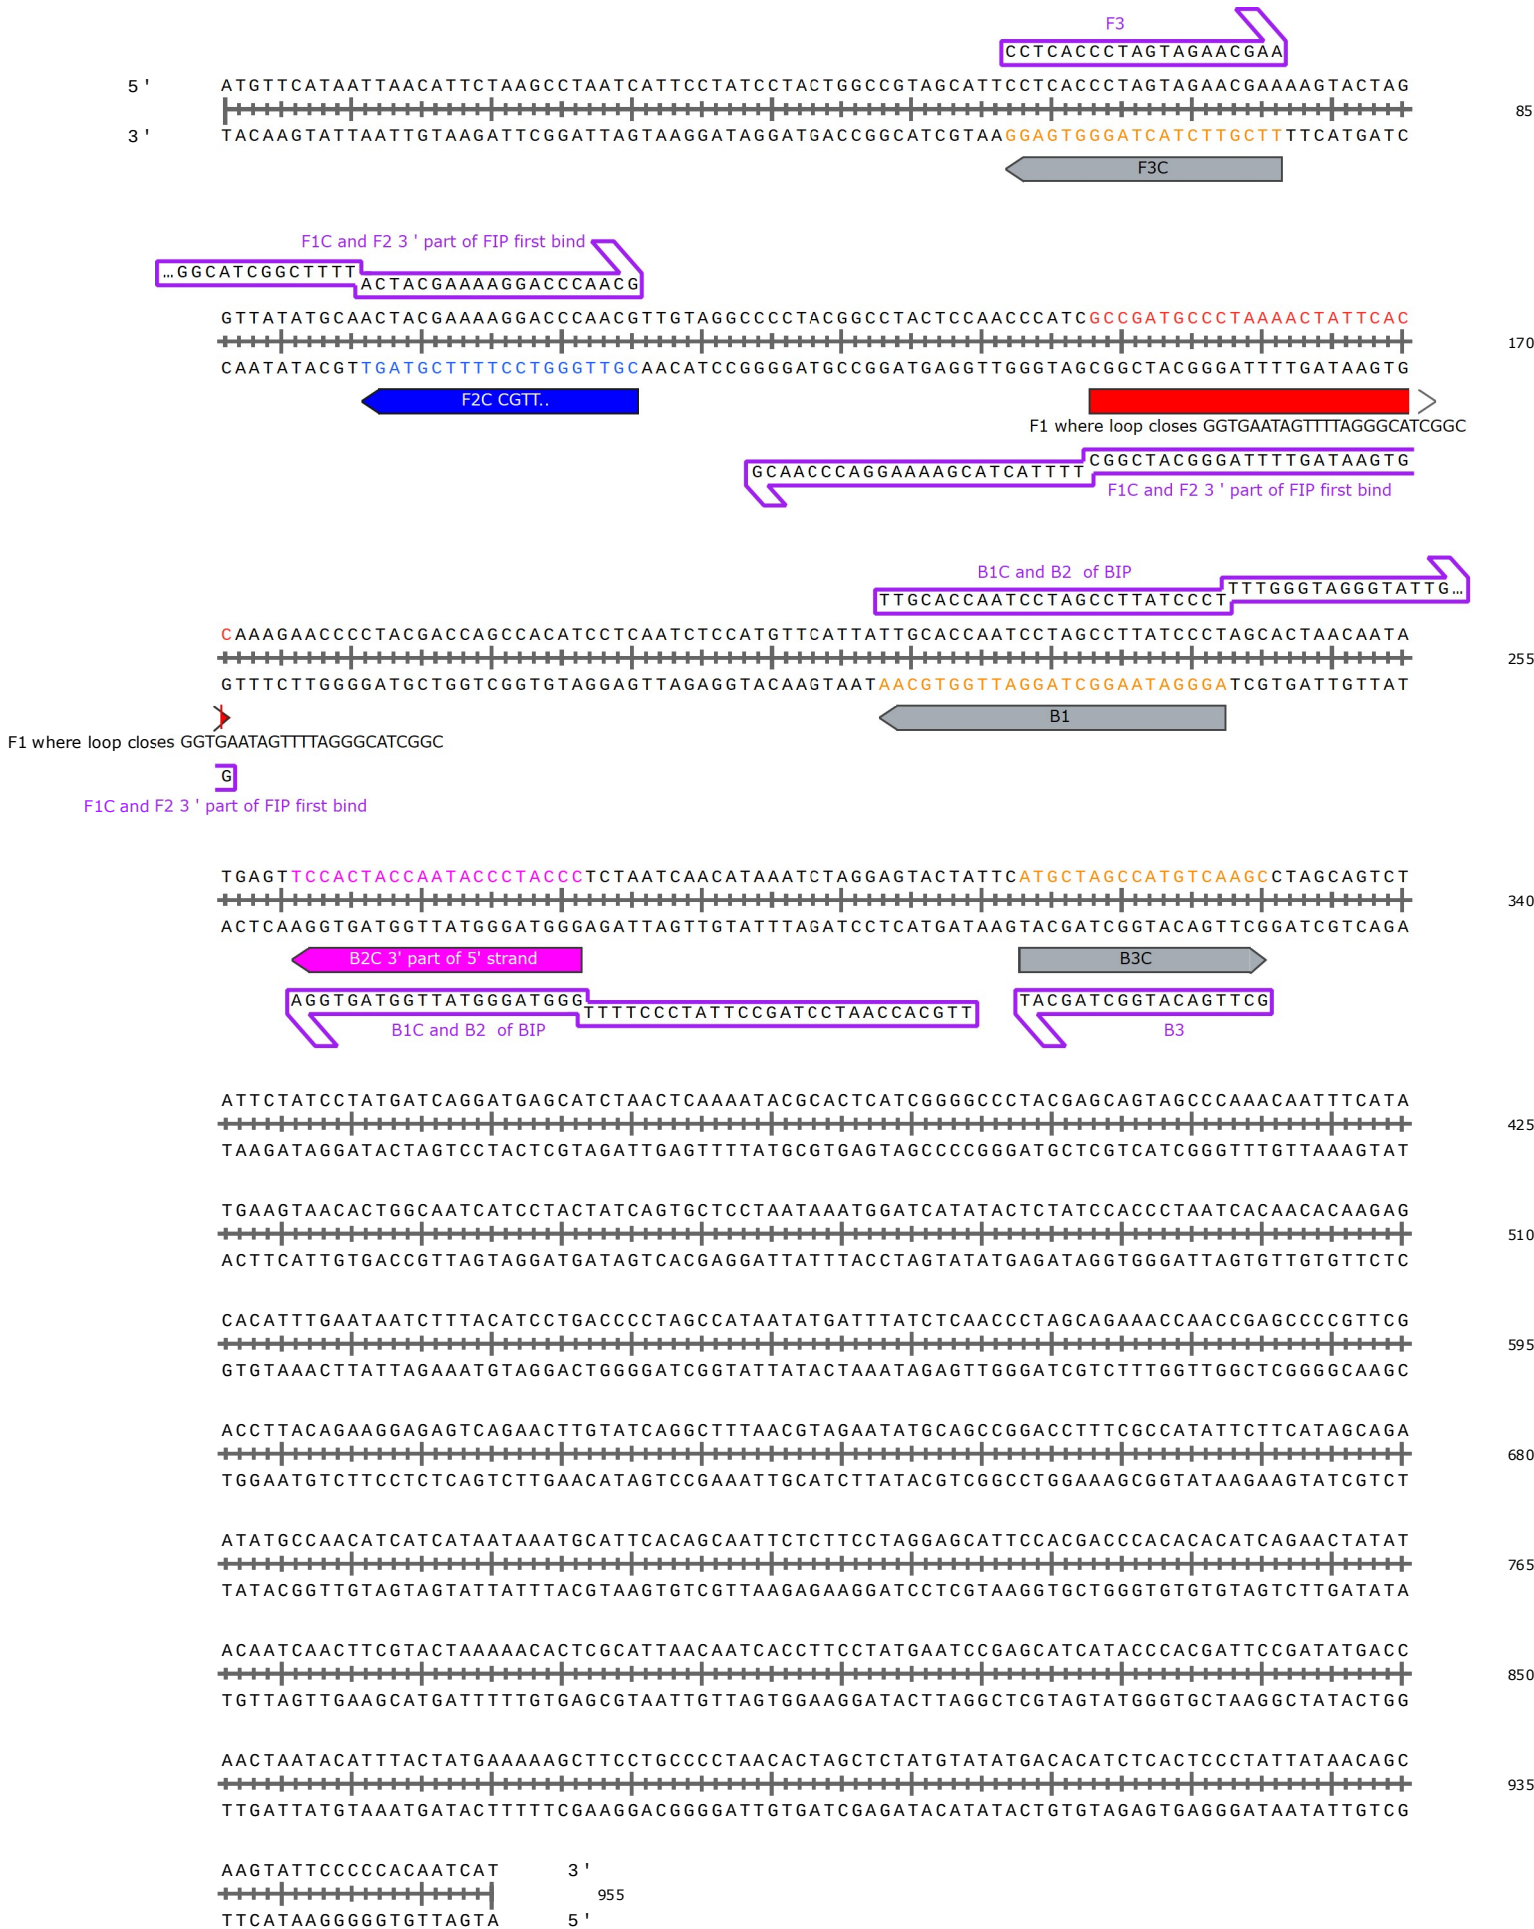 F3
CCTCACCCTAGTAGAACGAA
5 ' ATGTTCATAATTAACATTCTAAGCCTAATCATTCCTATCCTACTGGCCGTAGCATTCCTCACCCTAGTAGAACGAAAAGTACTAG
85
3 ' TACAAGTATTAATTGTAAGATTCGGATTAGTAAGGATAGGATGACCGGCATCGTAAGGAGTGGGATCATCTTGCTTTTCATGATC
F3C
F1C and F2 3 ' part of FIP first bind
...GGCATCGGCTTTT
ACTACGAAAAGGACCCAACG
GTTATATGCAACTACGAAAAGGACCCAACGTTGTAGGCCCCTACGGCCTACTCCAACCCATCGCCGATGCCCTAAAACTATTCAC
170
CAATATACGTTGATGCTTTTCCTGGGTTGCAACATCCGGGGATGCCGGATGAGGTTGGGTAGCGGCTACGGGATTTTGATAAGTG
F2C CGTT..
F1 where loop closes GGTGAATAGTTTTAGGGCATCGGC
GCAACCCAGGAAAAGCATCATTTT CGGCTACGGGATTTTGATAAGTG
F1C and F2 3 ' part of FIP first bind
B1C and B2 of BIP
TTGCACCAATCCTAGCCTTATCCCT TTTGGGTAGGGTATTG...
CAAAGAACCCCTACGACCAGCCACATCCTCAATCTCCATGTTCATTATTGCACCAATCCTAGCCTTATCCCTAGCACTAACAATA
255
GTTTCTTGGGGATGCTGGTCGGTGTAGGAGTTAGAGGTACAAGTAATAACGTGGTTAGGATCGGAATAGGGATCGTGATTGTTAT
B1
F1 where loop closes GGTGAATAGTTTTAGGGCATCGGC
G
F1C and F2 3 ' part of FIP first bind
TGAGTTCCACTACCAATACCCTACCCTCTAATCAACATAAATCTAGGAGTACTATTCATGCTAGCCATGTCAAGCCTAGCAGTCT
340
ACTCAAGGTGATGGTTATGGGATGGGAGATTAGTTGTATTTAGATCCTCATGATAAGTACGATCGGTACAGTTCGGATCGTCAGA
B2C 3' part of 5' strand
B3C
AGGTGATGGTTATGGGATGGG TTTTCCCTATTCCGATCCTAACCACGTT
TACGATCGGTACAGTTCG
B1C and B2 of BIP
B3
ATTCTATCCTATGATCAGGATGAGCATCTAACTCAAAATACGCACTCATCGGGGCCCTACGAGCAGTAGCCCAAACAATTTCATA
425
TAAGATAGGATACTAGTCCTACTCGTAGATTGAGTTTTATGCGTGAGTAGCCCCGGGATGCTCGTCATCGGGTTTGTTAAAGTAT
TGAAGTAACACTGGCAATCATCCTACTATCAGTGCTCCTAATAAATGGATCATATACTCTATCCACCCTAATCACAACACAAGAG
510
ACTTCATTGTGACCGTTAGTAGGATGATAGTCACGAGGATTATTTACCTAGTATATGAGATAGGTGGGATTAGTGTTGTGTTCTC
CACATTTGAATAATCTTTACATCCTGACCCCTAGCCATAATATGATTTATCTCAACCCTAGCAGAAACCAACCGAGCCCCGTTCG
595
GTGTAAACTTATTAGAAATGTAGGACTGGGGATCGGTATTATACTAAATAGAGTTGGGATCGTCTTTGGTTGGCTCGGGGCAAGC
ACCTTACAGAAGGAGAGTCAGAACTTGTATCAGGCTTTAACGTAGAATATGCAGCCGGACCTTTCGCCATATTCTTCATAGCAGA
680
TGGAATGTCTTCCTCTCAGTCTTGAACATAGTCCGAAATTGCATCTTATACGTCGGCCTGGAAAGCGGTATAAGAAGTATCGTCT
ATATGCCAACATCATCATAATAAATGCATTCACAGCAATTCTCTTCCTAGGAGCATTCCACGACCCACACACATCAGAACTATAT
765
TATACGGTTGTAGTAGTATTATTTACGTAAGTGTCGTTAAGAGAAGGATCCTCGTAAGGTGCTGGGTGTGTGTAGTCTTGATATA
ACAATCAACTTCGTACTAAAAACACTCGCATTAACAATCACCTTCCTATGAATCCGAGCATCATACCCACGATTCCGATATGACC
850
TGTTAGTTGAAGCATGATTTTTGTGAGCGTAATTGTTAGTGGAAGGATACTTAGGCTCGTAGTATGGGTGCTAAGGCTATACTGG
AACTAATACATTTACTATGAAAAAGCTTCCTGCCCCTAACACTAGCTCTATGTATATGACACATCTCACTCCCTATTATAACAGC
935
TTGATTATGTAAATGATACTTTTTCGAAGGACGGGGATTGTGATCGAGATACATATACTGTGTAGAGTGAGGGATAATATTGTCG
AAGTATTCCCCCACAATCAT 3 '
955
TTCATAAGGGGGTGTTAGTA 5 '